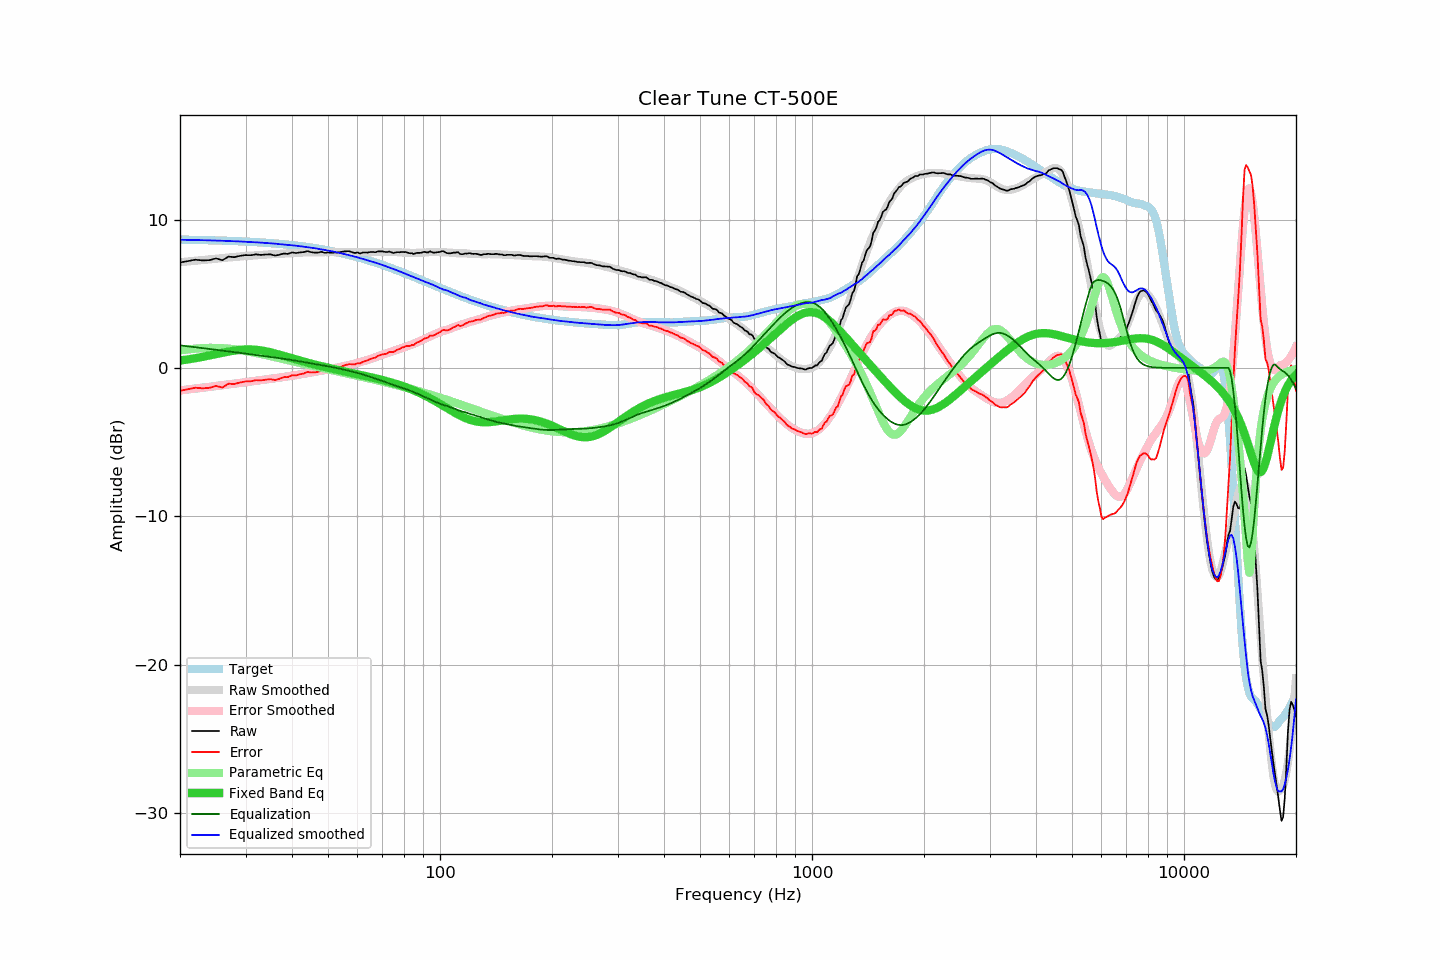 Clear Tune CT-500E
Amplitude (dBr)
10
0
−10
−20
−30
Target
Raw Smoothed
Error Smoothed
Raw
Error
Parametric Eq
Fixed Band Eq
Equalization
Equalized smoothed
100
1000
10000
Frequency (Hz)